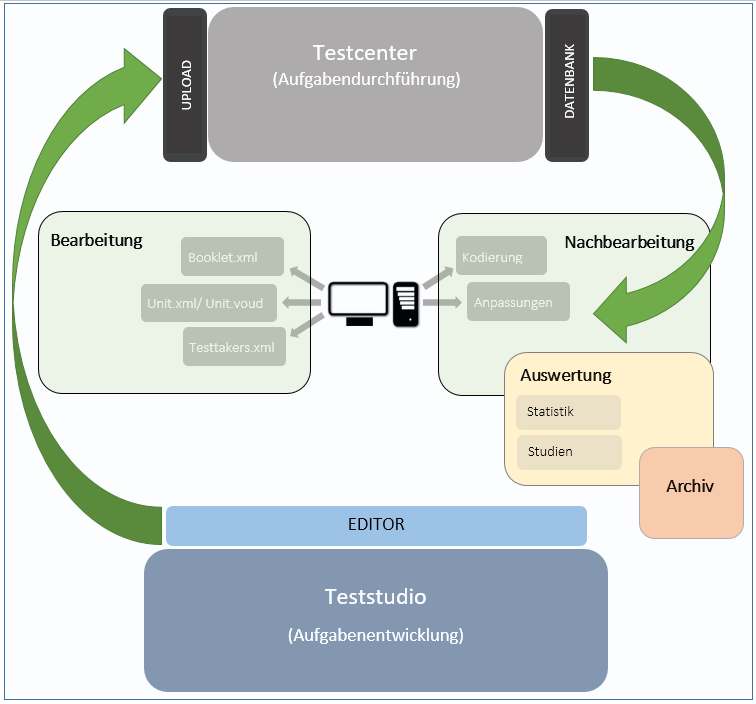 UPLOAD
Testcenter
(Aufgabendurchführung)
DATENBANK
Bearbeitung
Booklet.xml
Unit.xml/ Unit.voud
Testtakers.xml
Nachbearbeitung
Kodierung
Anpassungen
Auswertung
Statistik
Studien
Archiv
EDITOR
Teststudio
(Aufgabenentwicklung)